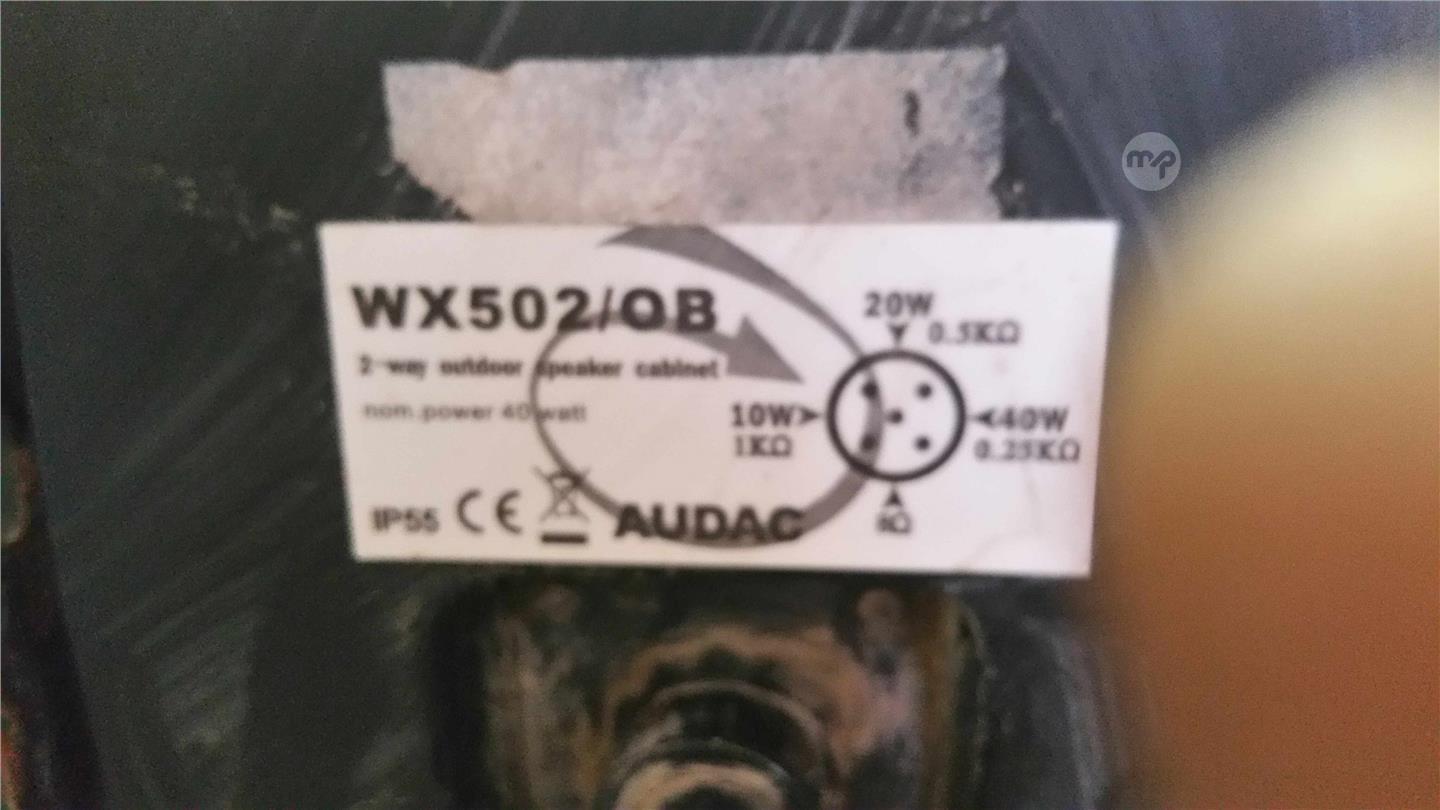 WX502/OB
2-way outdoor speaker cabinet
nom.power 40 watt
IP55 CE AUDAC
20W
0.5KΩ
10W
1KΩ
40W
0.25KΩ
8Ω
mp